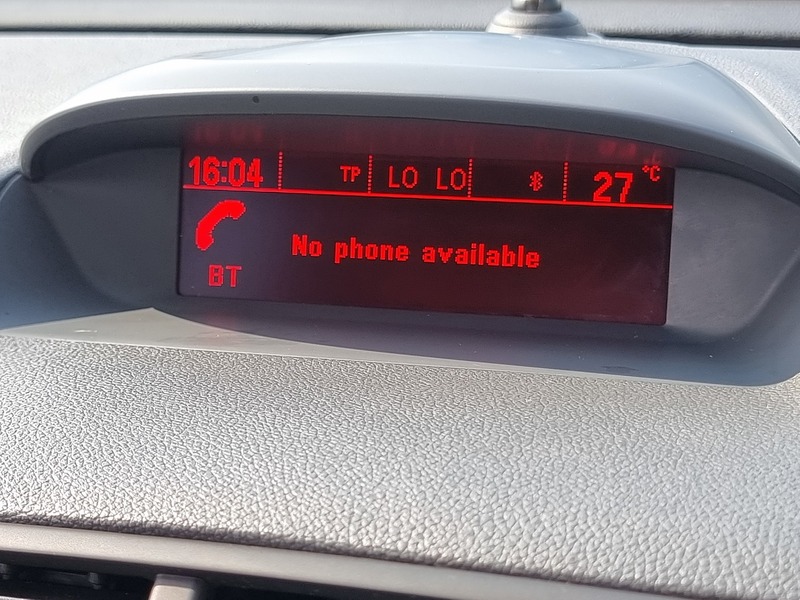 16:04 TP LO LO 27 °C
No phone available
BT